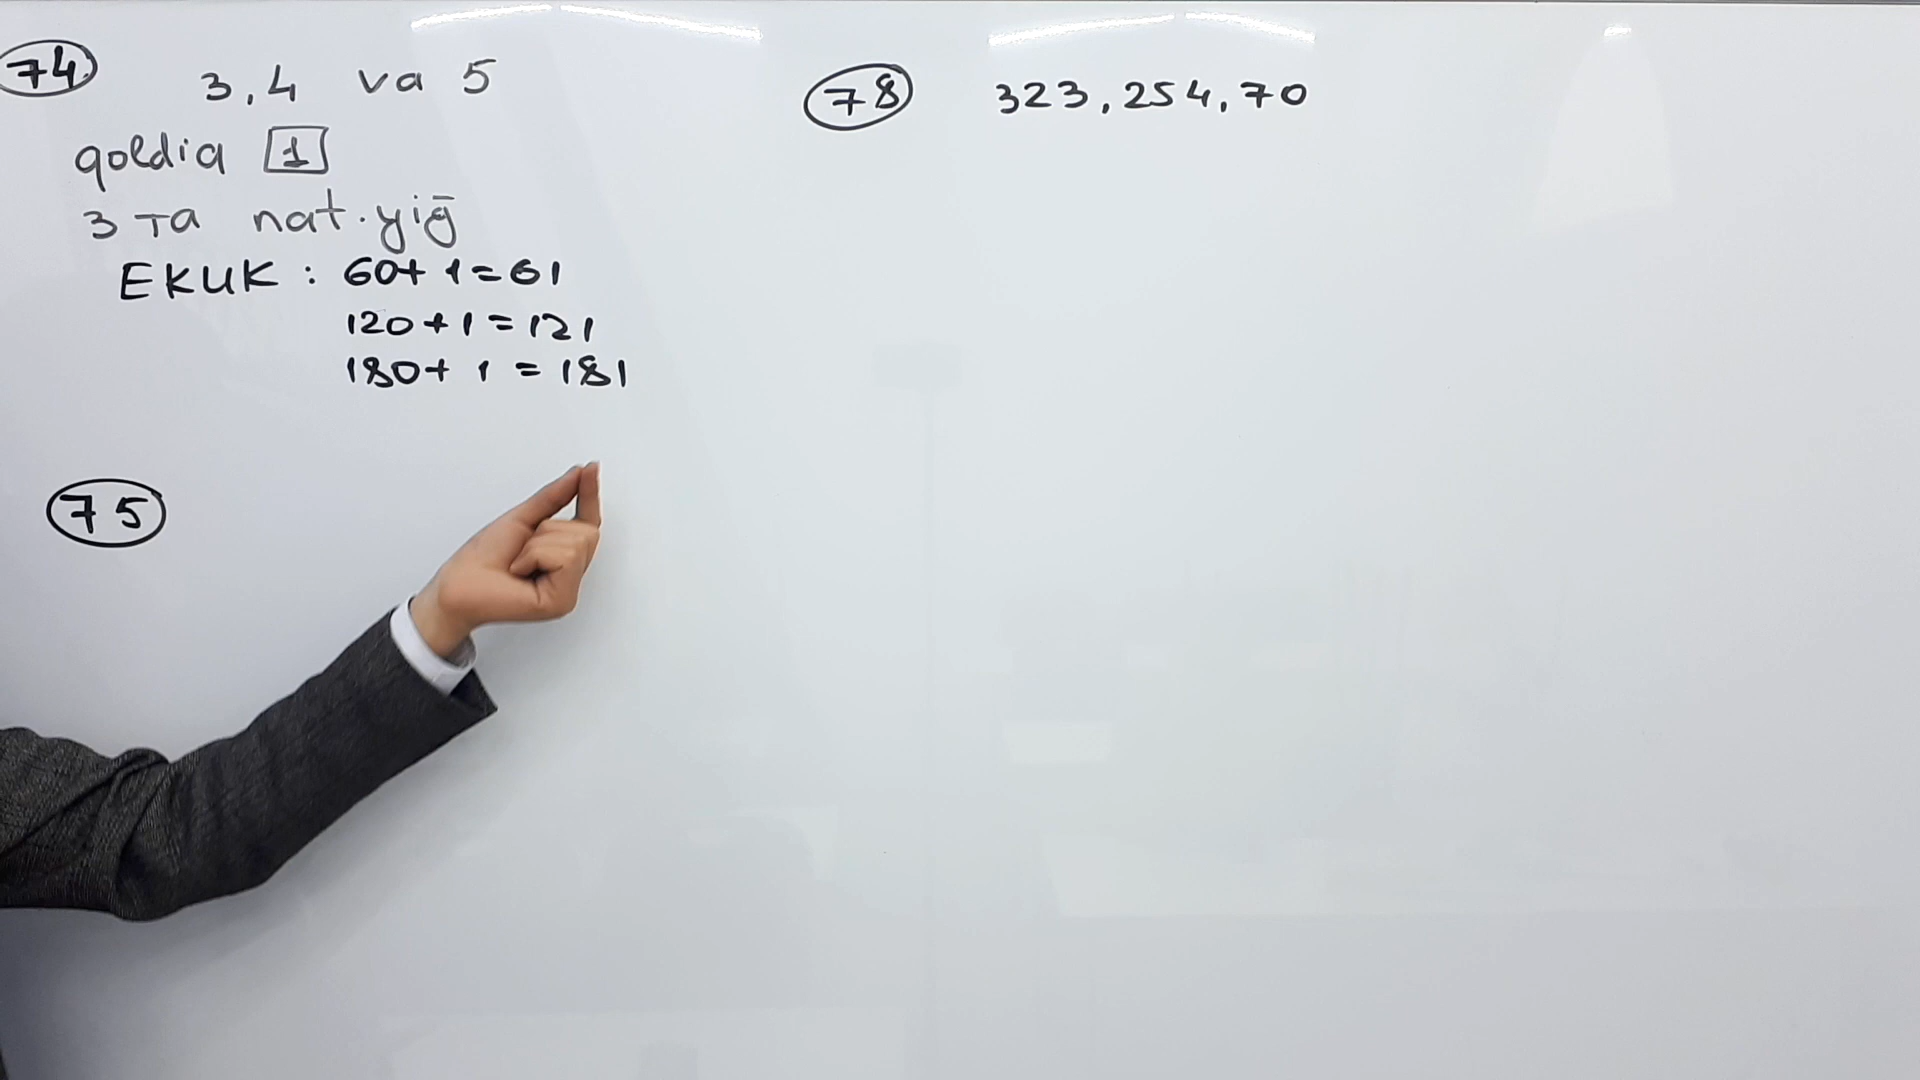 74.
3,4 va 5
qoldiq 1
3 та nat.yiḡ
EKUK: 60+1=61
120+1=121
180+1=181
75
78
323,254,70